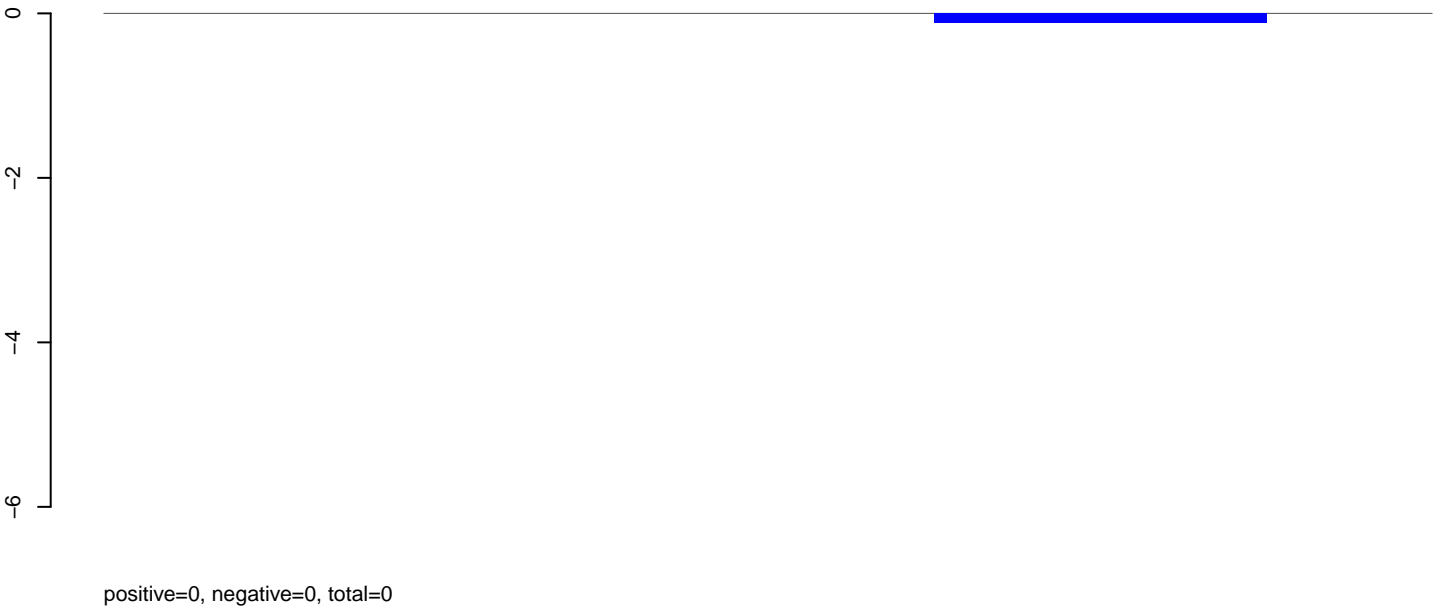 0
−2
−4
−6
positive=0, negative=0, total=0